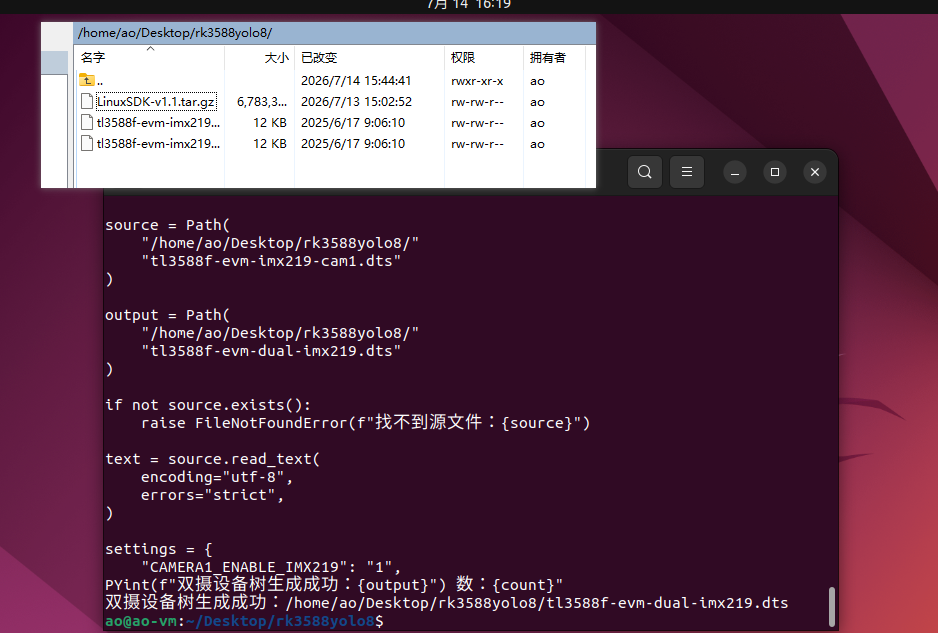 7月 14 16:19
/home/ao/Desktop/rk3588yolo8/
名字 大小 已改变 权限 拥有者
.. 2026/7/14 15:44:41 rwxr-xr-x ao
LinuxSDK-v1.1.tar.gz 6,783,3... 2026/7/13 15:02:52 rw-rw-r-- ao
tl3588f-evm-imx219... 12 KB 2025/6/17 9:06:10 rw-rw-r-- ao
tl3588f-evm-imx219... 12 KB 2025/6/17 9:06:10 rw-rw-r-- ao
source = Path(
"/home/ao/Desktop/rk3588yolo8/"
"tl3588f-evm-imx219-cam1.dts"
)
output = Path(
"/home/ao/Desktop/rk3588yolo8/"
"tl3588f-evm-dual-imx219.dts"
)
if not source.exists():
raise FileNotFoundError(f"找不到源文件：{source}")
text = source.read_text(
encoding="utf-8",
errors="strict",
)
settings = {
"CAMERA1_ENABLE_IMX219": "1",
PYint(f"双摄设备树生成成功：{output}") 数：{count}"
双摄设备树生成成功：/home/ao/Desktop/rk3588yolo8/tl3588f-evm-dual-imx219.dts
ao@ao-vm:~/Desktop/rk3588yolo8$